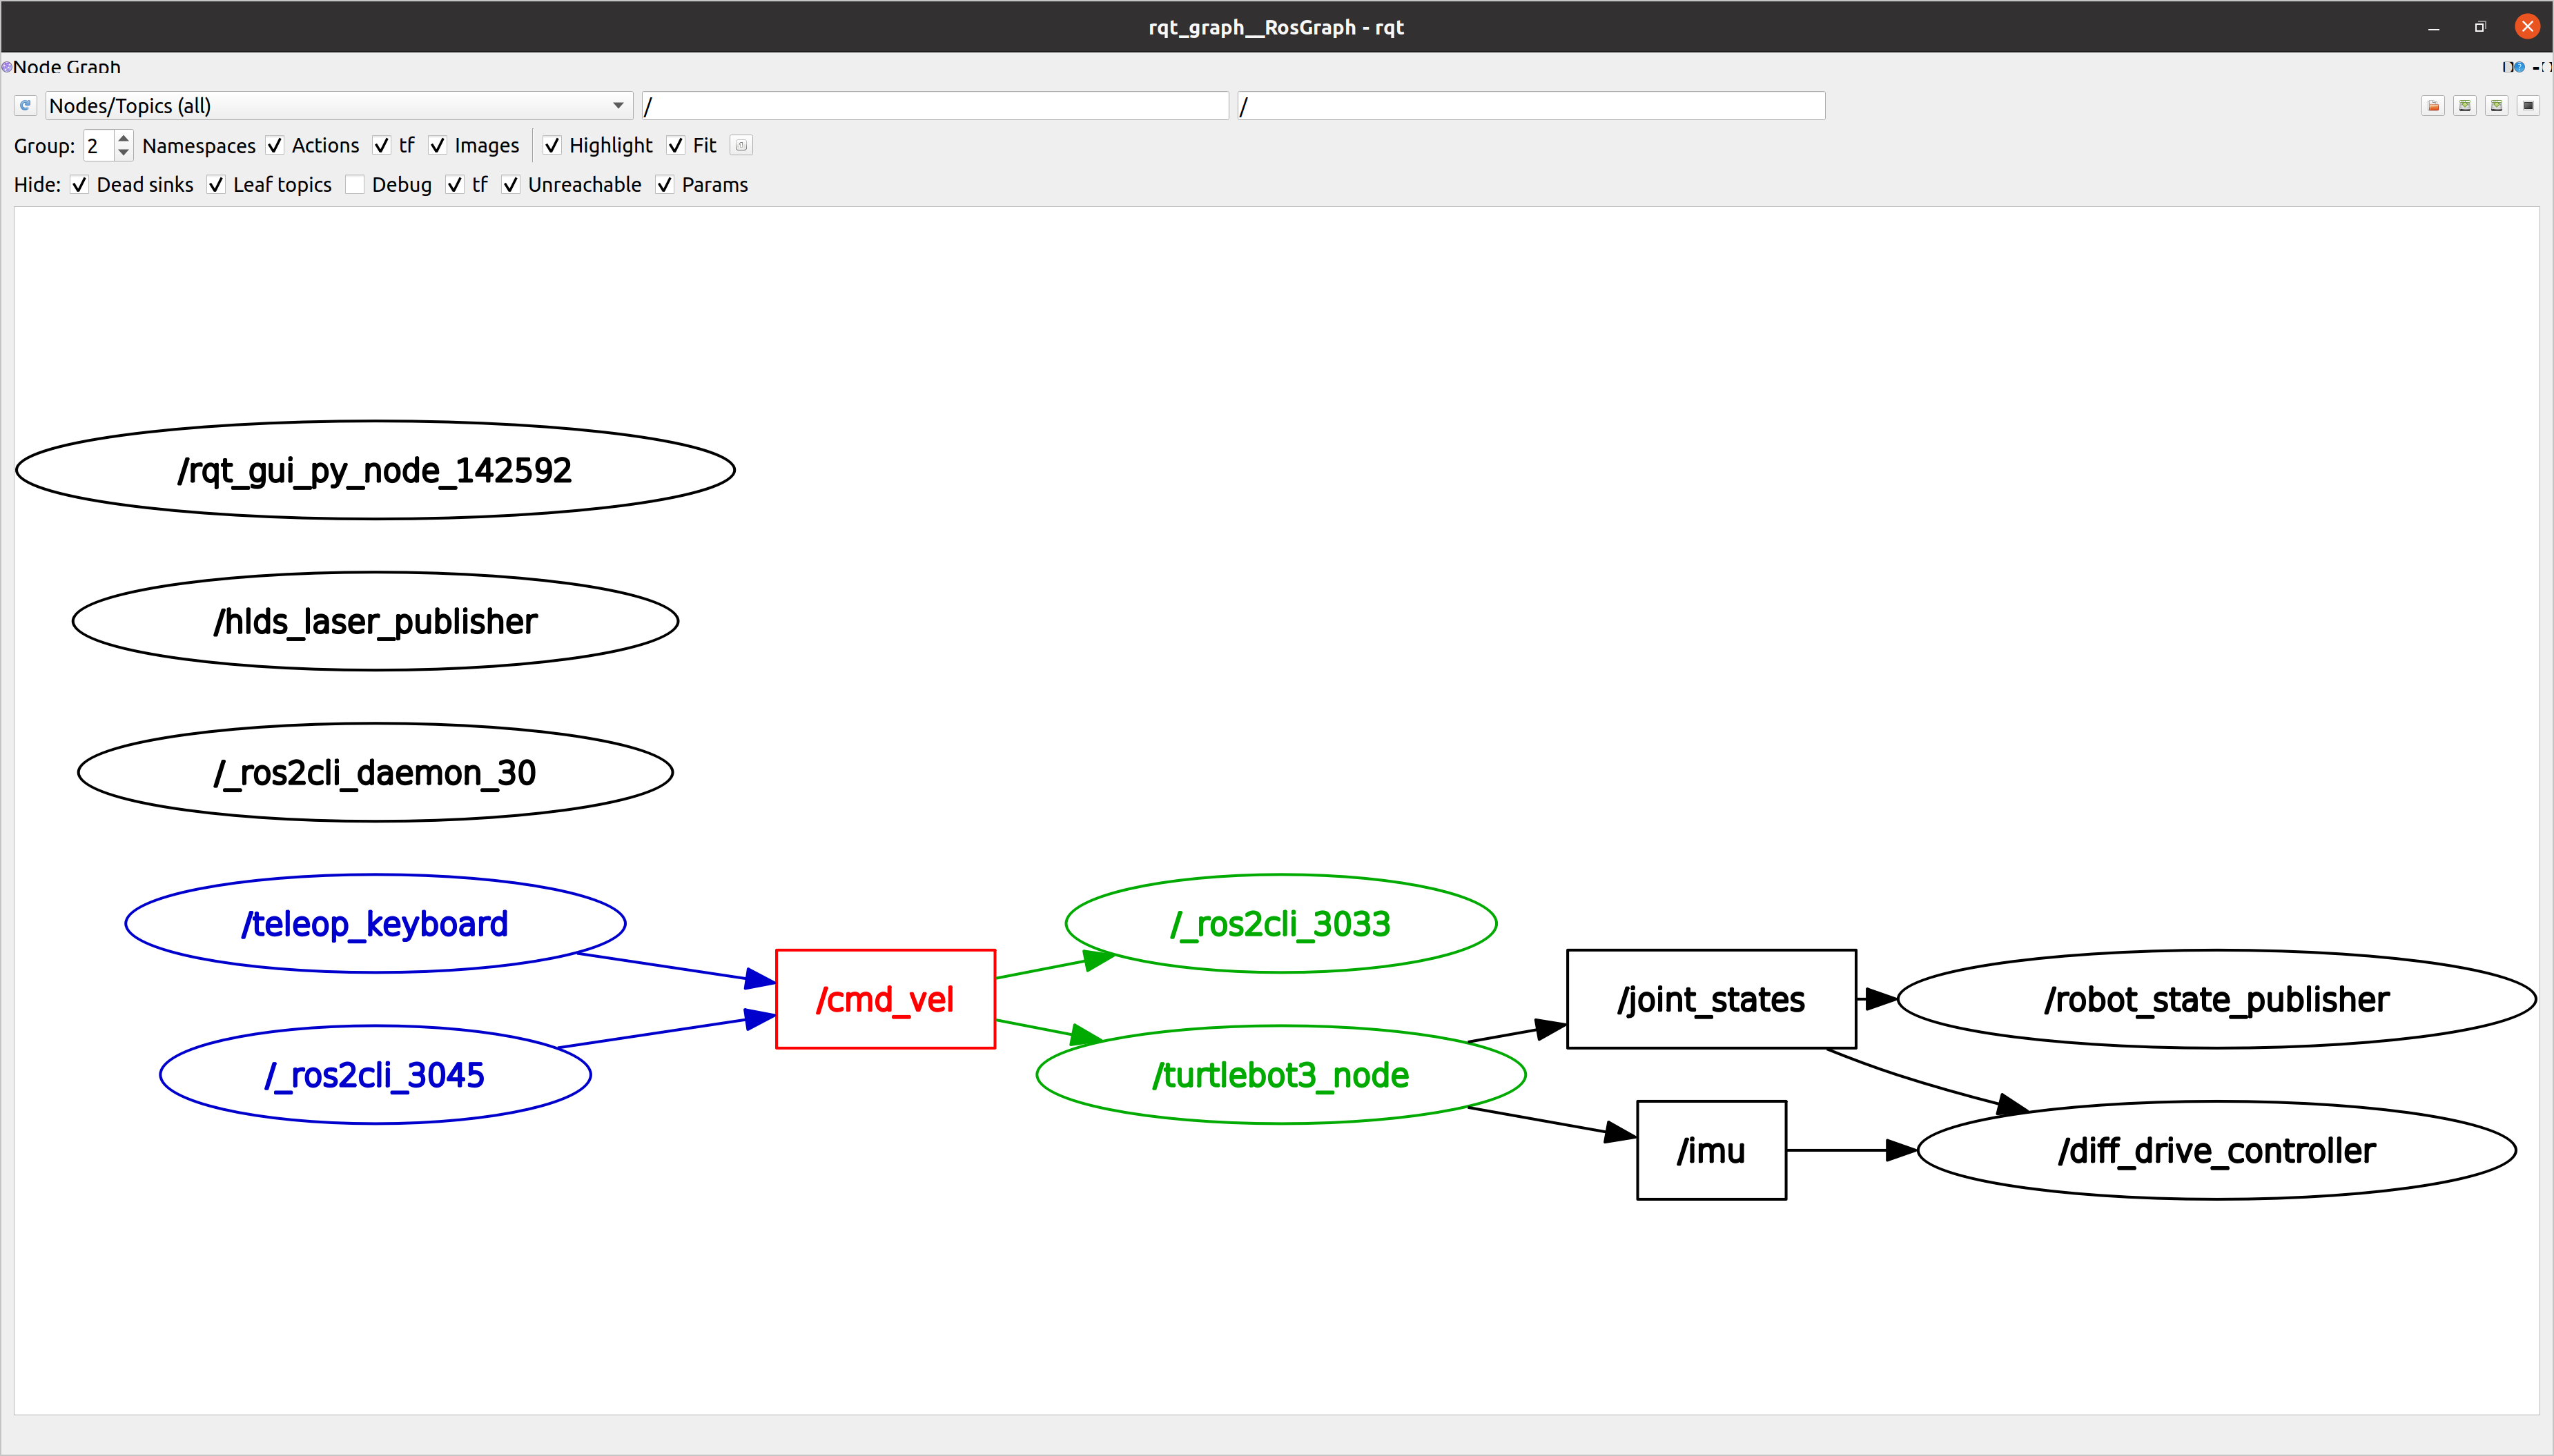 rqt_graph__RosGraph - rqt
Node Graph
Nodes/Topics (all) / /
Group: 2 Namespaces Actions tf Images Highlight Fit
Hide: Dead sinks Leaf topics Debug tf Unreachable Params
/rqt_gui_py_node_142592
/hlds_laser_publisher
/_ros2cli_daemon_30
/teleop_keyboard
/_ros2cli_3045
/cmd_vel
/_ros2cli_3033
/turtlebot3_node
/joint_states
/imu
/robot_state_publisher
/diff_drive_controller